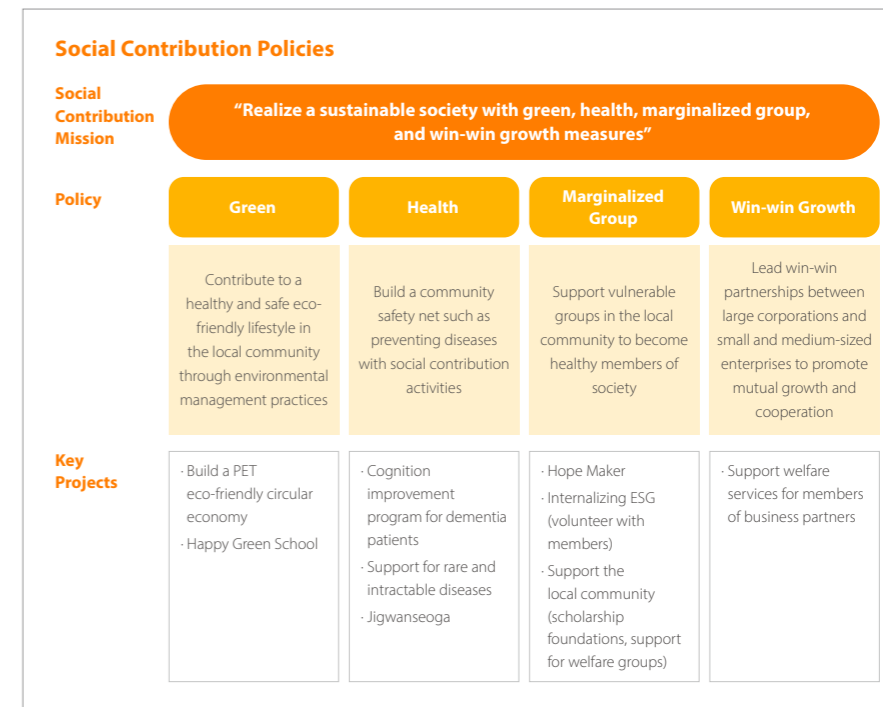 Social Contribution Policies
Social
Contribution
Mission
“Realize a sustainable society with green, health, marginalized group,
and win-win growth measures”
Policy
Green
Contribute to a
healthy and safe eco-
friendly lifestyle in
the local community
through environmental
management practices
Health
Build a community
safety net such as
preventing diseases
with social contribution
activities
Marginalized
Group
Support vulnerable
groups in the local
community to become
healthy members of
society
Win-win Growth
Lead win-win
partnerships between
large corporations and
small and medium-sized
enterprises to promote
mutual growth and
cooperation
Key
Projects
· Build a PET
eco-friendly circular
economy
· Happy Green School
· Cognition
improvement
program for dementia
patients
· Support for rare and
intractable diseases
· Jigwanseoga
· Hope Maker
· Internalizing ESG
(volunteer with
members)
· Support the
local community
(scholarship
foundations, support
for welfare groups)
· Support welfare
services for members
of business partners